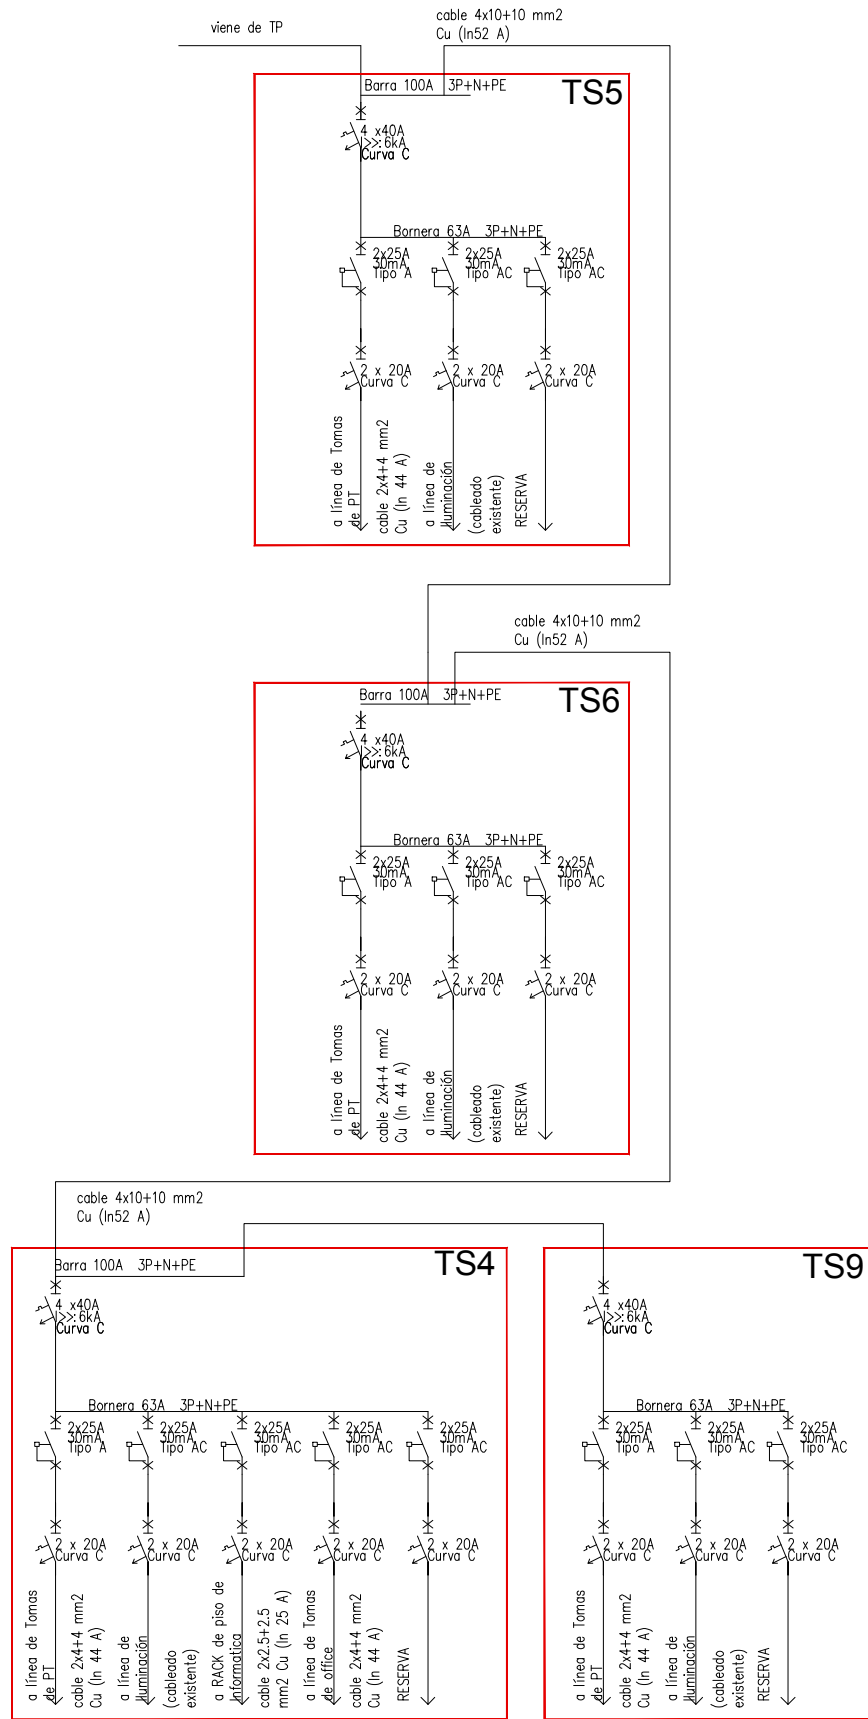 viene de TP
cable 4x10+10 mm2
Cu (In52 A)
TS5
Barra 100A 3P+N+PE
4 x40A
>>:6kA
Curva C
Bornera 63A 3P+N+PE
2x25A
30mA
Tipo A
2x25A
30mA
Tipo AC
2x25A
30mA
Tipo AC
2 x 20A
Curva C
2 x 20A
Curva C
2 x 20A
Curva C
a línea de Tomas
de PT
cable 2x4+4 mm2
Cu (In 44 A)
a línea de
iluminación
(cableado
existente)
RESERVA
cable 4x10+10 mm2
Cu (In52 A)
TS6
Barra 100A 3P+N+PE
4 x40A
>>:6kA
Curva C
Bornera 63A 3P+N+PE
2x25A
30mA
Tipo A
2x25A
30mA
Tipo AC
2x25A
30mA
Tipo AC
2 x 20A
Curva C
2 x 20A
Curva C
2 x 20A
Curva C
a línea de Tomas
de PT
cable 2x4+4 mm2
Cu (In 44 A)
a línea de
iluminación
(cableado
existente)
RESERVA
cable 4x10+10 mm2
Cu (In52 A)
TS4
Barra 100A 3P+N+PE
4 x40A
>>:6kA
Curva C
Bornera 63A 3P+N+PE
2x25A
30mA
Tipo A
2x25A
30mA
Tipo AC
2x25A
30mA
Tipo AC
2x25A
30mA
Tipo AC
2x25A
30mA
Tipo AC
2 x 20A
Curva C
2 x 20A
Curva C
2 x 20A
Curva C
2 x 20A
Curva C
2 x 20A
Curva C
a línea de Tomas
de PT
cable 2x4+4 mm2
Cu (In 44 A)
a línea de
iluminación
(cableado
existente)
a RACK de piso de
informatica
cable 2x2.5+2.5
mm2 Cu (In 25 A)
a línea de Tomas
de office
cable 2x4+4 mm2
Cu (In 44 A)
RESERVA
TS9
4 x40A
>>:6kA
Curva C
Bornera 63A 3P+N+PE
2x25A
30mA
Tipo A
2x25A
30mA
Tipo AC
2x25A
30mA
Tipo AC
2 x 20A
Curva C
2 x 20A
Curva C
2 x 20A
Curva C
a línea de Tomas
de PT
cable 2x4+4 mm2
Cu (In 44 A)
a línea de
iluminación
(cableado
existente)
RESERVA